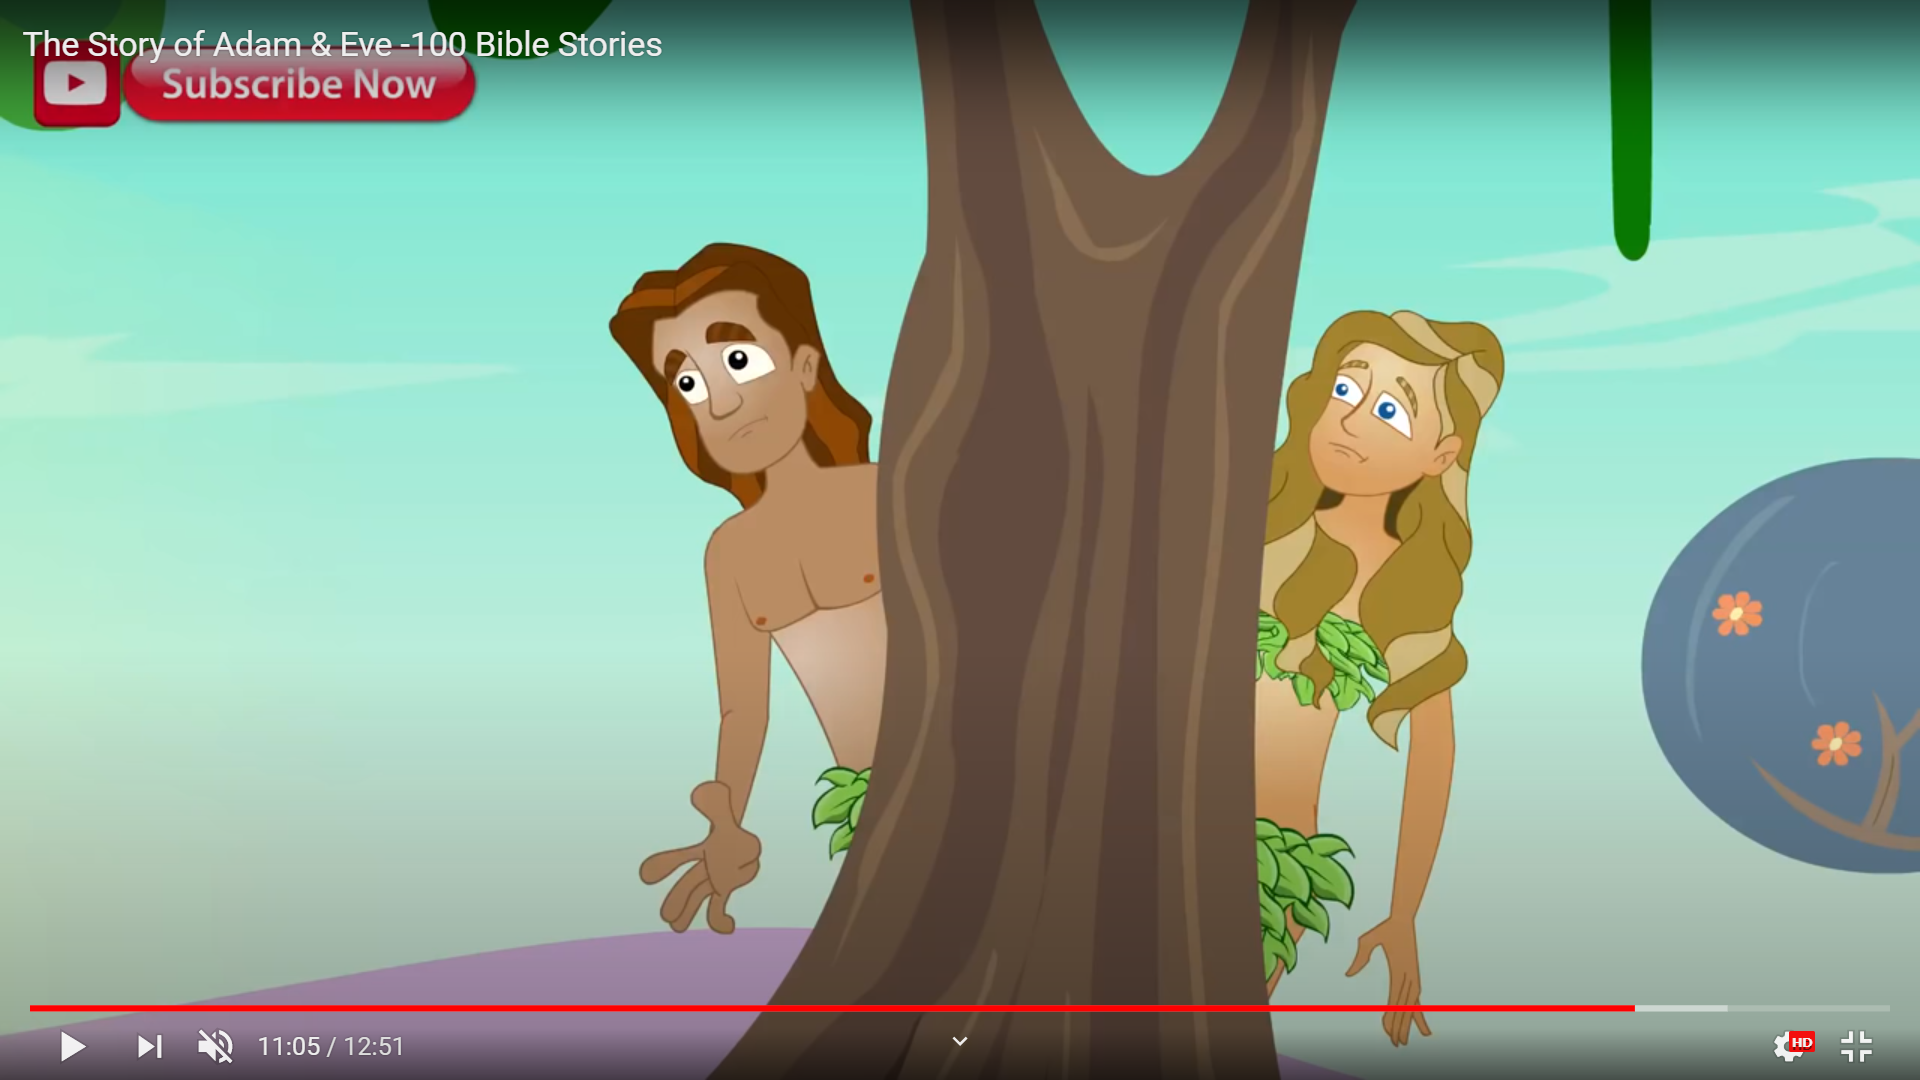 The Story of Adam & Eve -100 Bible Stories
Subscribe Now
11:05 / 12:51
HD